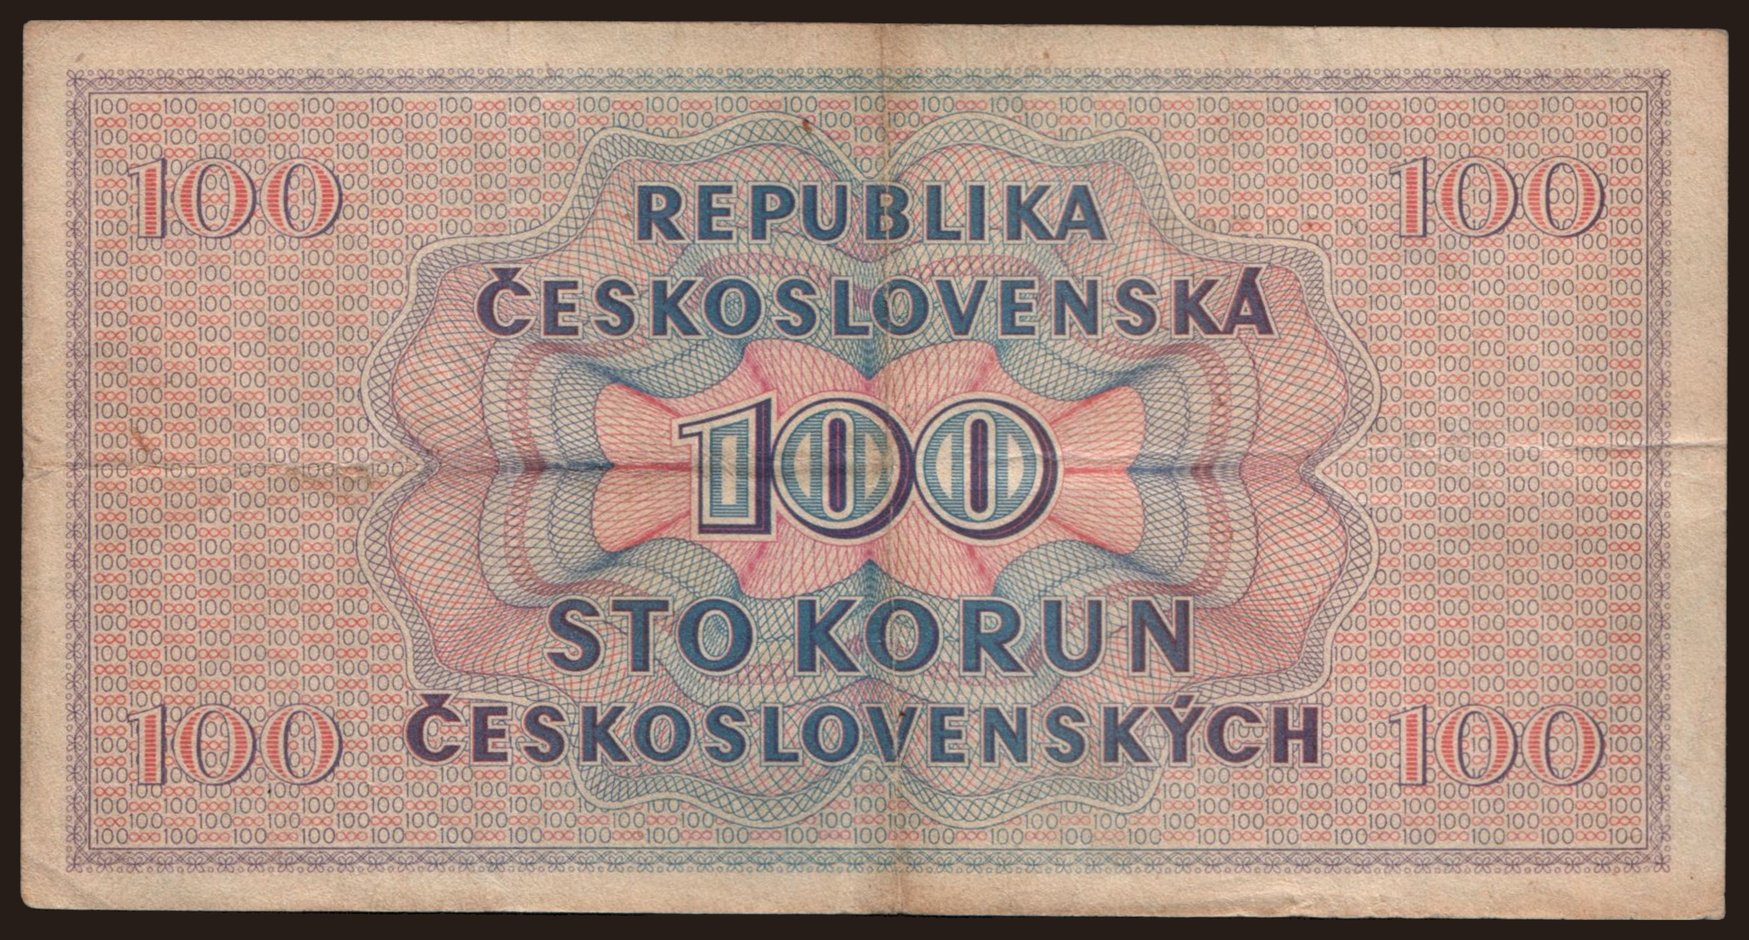 100 100
REPUBLIKA
ČESKOSLOVENSKÁ
100
STO KORUN
ČESKOSLOVENSKÝCH
100 100